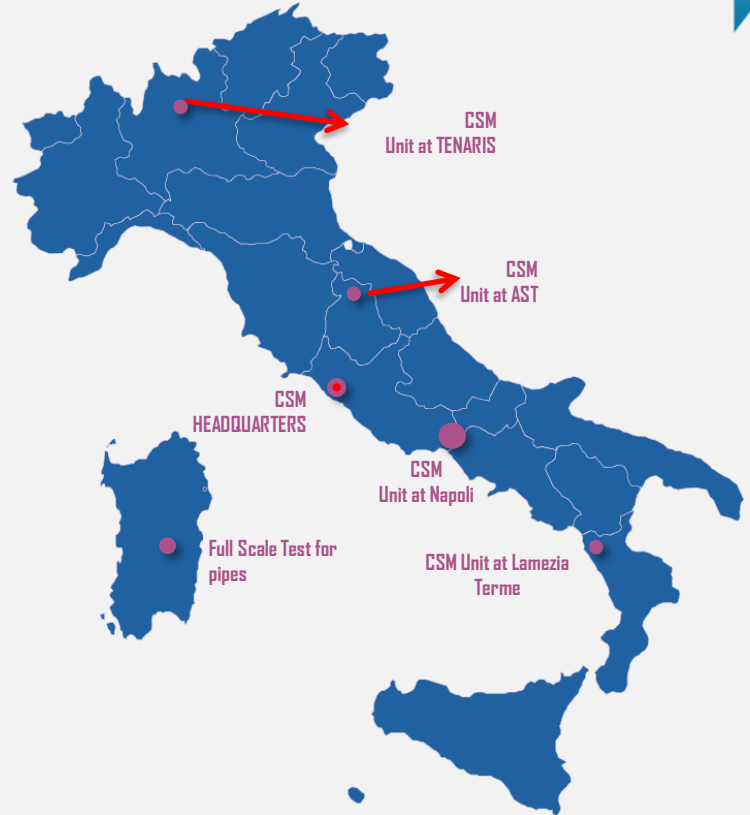 CSM
Unit at TENARIS
CSM
Unit at AST
CSM
HEADQUARTERS
CSM
Unit at Napoli
Full Scale Test for
pipes
CSM Unit at Lamezia
Terme